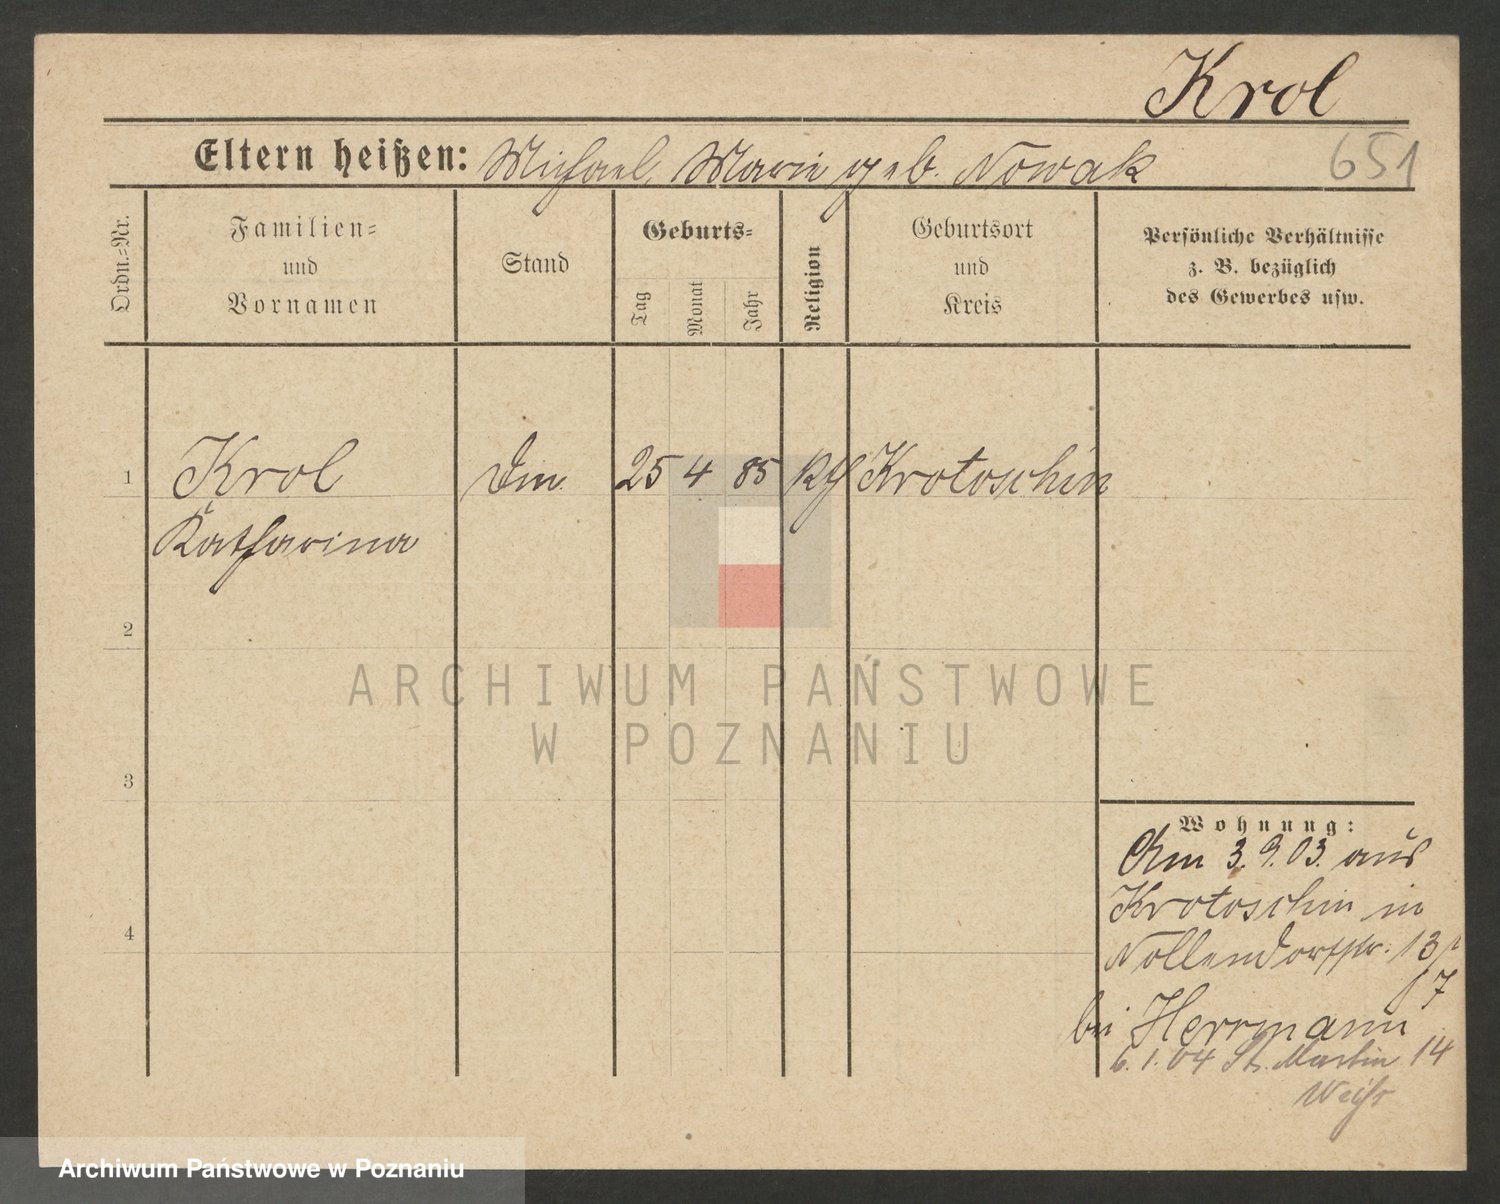 Krol
651
Eltern heißen: Michael, Marie geb. Nowak
Ordn.-Nr.
Familien-
und
Vornamen
Stand
Geburts-
Tag
Monat
Jahr
Religion
Geburtsort
und
Kreis
Persönliche Verhältnisse
z. B. bezüglich
des Gewerbes usw.
1 Krol 25 4 85 kth Krotoschin
Katharina
2
3
4
ARCHIWUM PAŃSTWOWE
W POZNANIU
Wohnung:
Am 3.9.03. aus
Krotoschin in
Nollendorfstr. 13
17
bei Herrmann
6.1.04 St. Martin 14
Archiwum Państwowe w Poznaniu